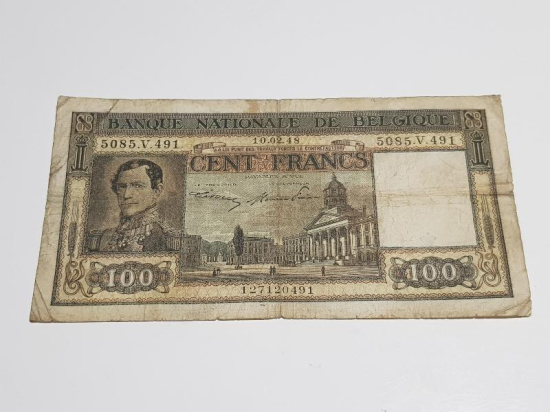 BANQUE NATIONALE DE BELGIQUE
5085.V.491 10.02.48 5085.V.491
CENT FRANCS
100 100
127120491